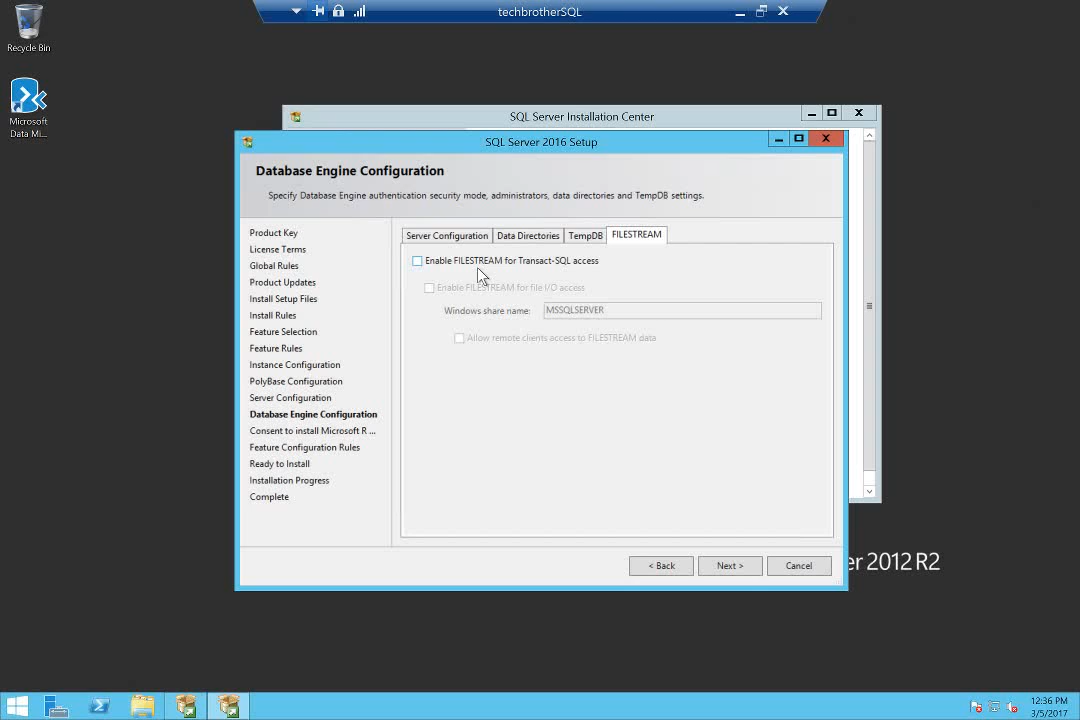 techbrotherSQL
Recycle Bin
Microsoft
Data Mi...
SQL Server Installation Center
SQL Server 2016 Setup
Database Engine Configuration
Specify Database Engine authentication security mode, administrators, data directories and TempDB settings.
Product Key
License Terms
Global Rules
Product Updates
Install Setup Files
Install Rules
Feature Selection
Feature Rules
Instance Configuration
PolyBase Configuration
Server Configuration
Database Engine Configuration
Consent to install Microsoft R ...
Feature Configuration Rules
Ready to Install
Installation Progress
Complete
Server Configuration Data Directories TempDB FILESTREAM
Enable FILESTREAM for Transact-SQL access
Enable FILESTREAM for file I/O access
Windows share name: MSSQLSERVER
Allow remote clients access to FILESTREAM data
< Back Next > Cancel
er 2012 R2
12:36 PM
3/5/2017